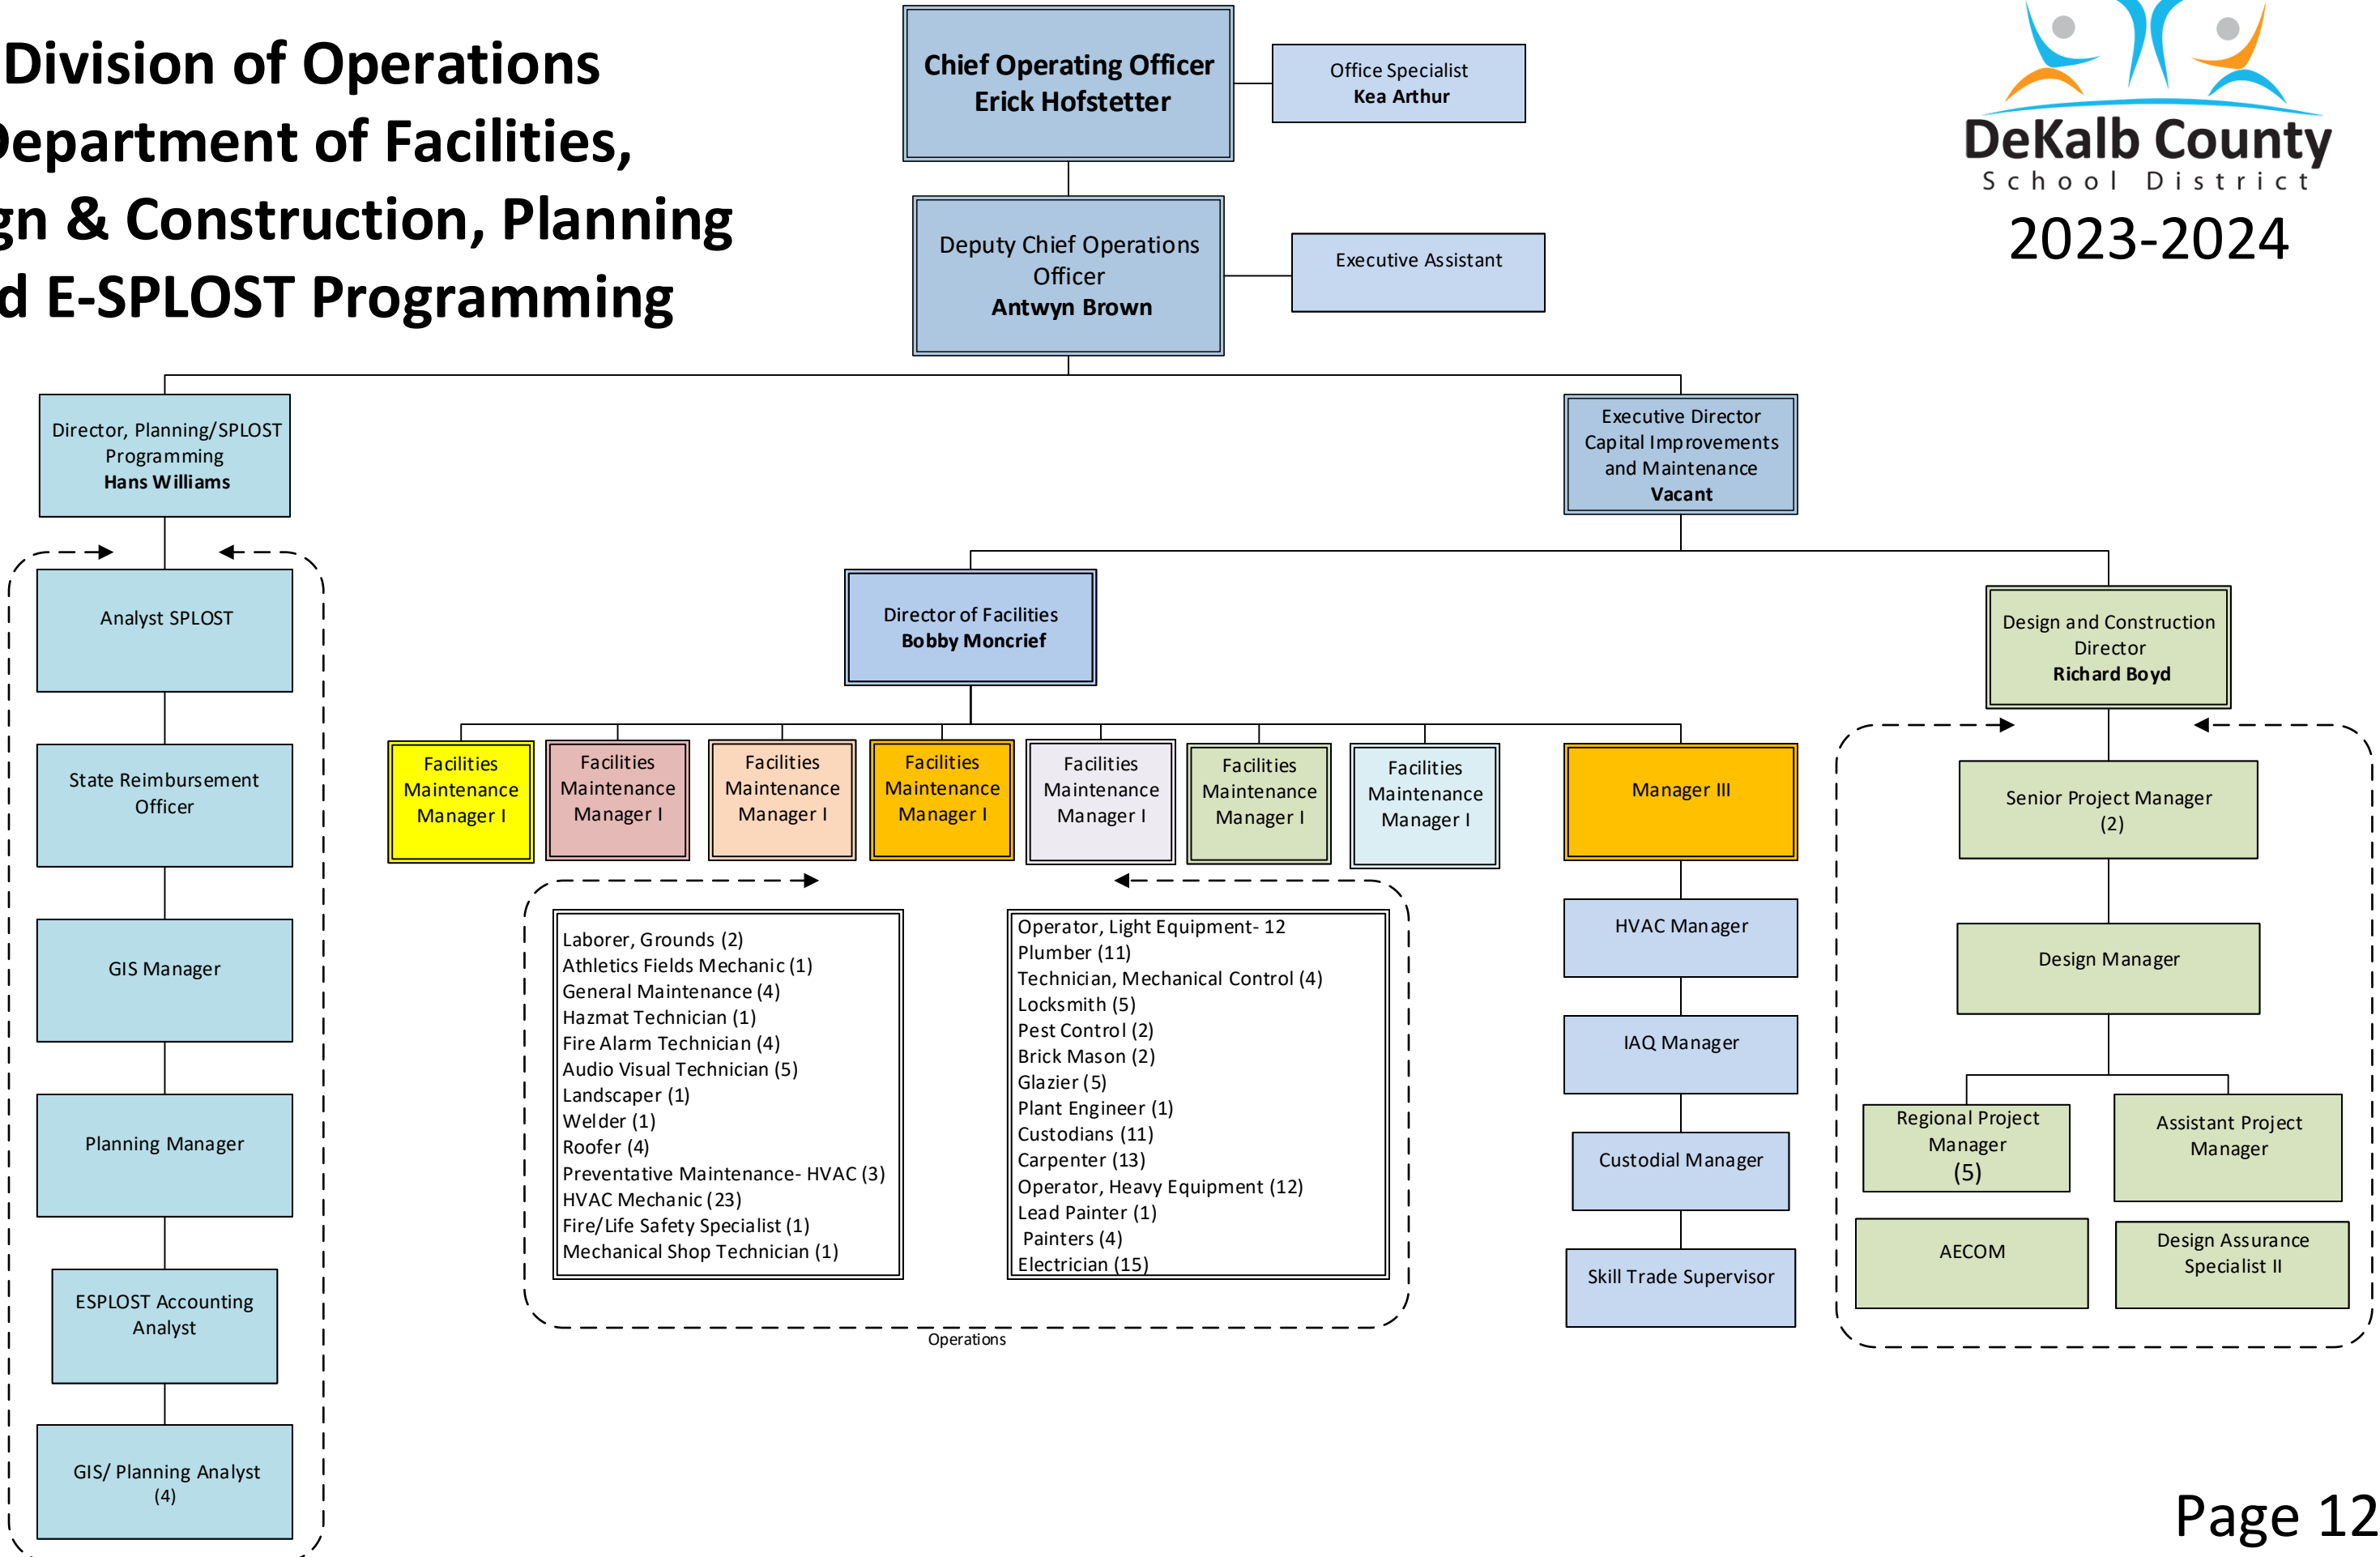 Division of Operations
Department of Facilities,
gn & Construction, Planning
d E-SPLOST Programming
Chief Operating Officer
Erick Hofstetter
Office Specialist
Kea Arthur
DeKalb County
School District
2023-2024
Deputy Chief Operations
Officer
Antwyn Brown
Executive Assistant
Director, Planning/SPLOST
Programming
Hans Williams
Executive Director
Capital Improvements
and Maintenance
Vacant
Analyst SPLOST
State Reimbursement
Officer
GIS Manager
Planning Manager
ESPLOST Accounting
Analyst
GIS/ Planning Analyst
(4)
Director of Facilities
Bobby Moncrief
Facilities
Maintenance
Manager I
Facilities
Maintenance
Manager I
Facilities
Maintenance
Manager I
Facilities
Maintenance
Manager I
Facilities
Maintenance
Manager I
Facilities
Maintenance
Manager I
Facilities
Maintenance
Manager I
Manager III
Laborer, Grounds (2)
Athletics Fields Mechanic (1)
General Maintenance (4)
Hazmat Technician (1)
Fire Alarm Technician (4)
Audio Visual Technician (5)
Landscaper (1)
Welder (1)
Roofer (4)
Preventative Maintenance- HVAC (3)
HVAC Mechanic (23)
Fire/Life Safety Specialist (1)
Mechanical Shop Technician (1)
Operator, Light Equipment- 12
Plumber (11)
Technician, Mechanical Control (4)
Locksmith (5)
Pest Control (2)
Brick Mason (2)
Glazier (5)
Plant Engineer (1)
Custodians (11)
Carpenter (13)
Operator, Heavy Equipment (12)
Lead Painter (1)
Painters (4)
Electrician (15)
Operations
HVAC Manager
IAQ Manager
Custodial Manager
Skill Trade Supervisor
Design and Construction
Director
Richard Boyd
Senior Project Manager
(2)
Design Manager
Regional Project
Manager
(5)
Assistant Project
Manager
AECOM
Design Assurance
Specialist II
Page 12